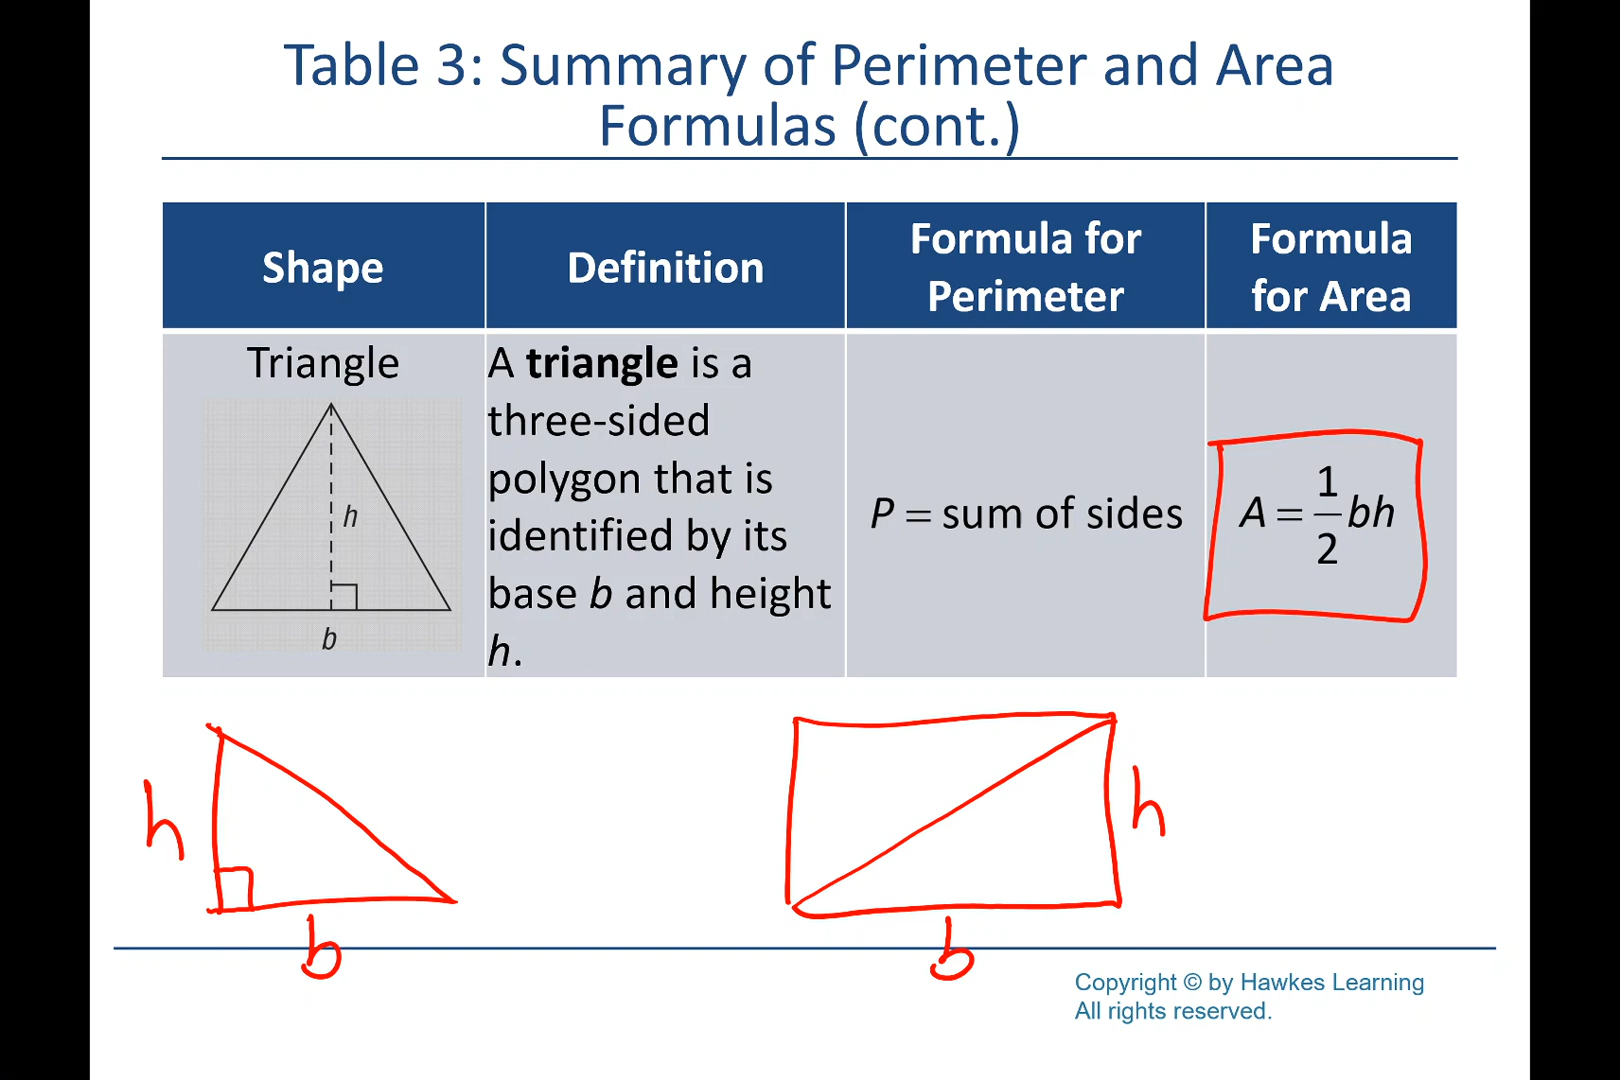 Table 3: Summary of Perimeter and Area
Formulas (cont.)
Shape
Definition
Formula for
Perimeter
Formula
for Area
Triangle
h
b
A triangle is a
three-sided
polygon that is
identified by its
base b and height
h.
P = sum of sides
A = 1/2 bh
h
b
h
b
Copyright © by Hawkes Learning
All rights reserved.